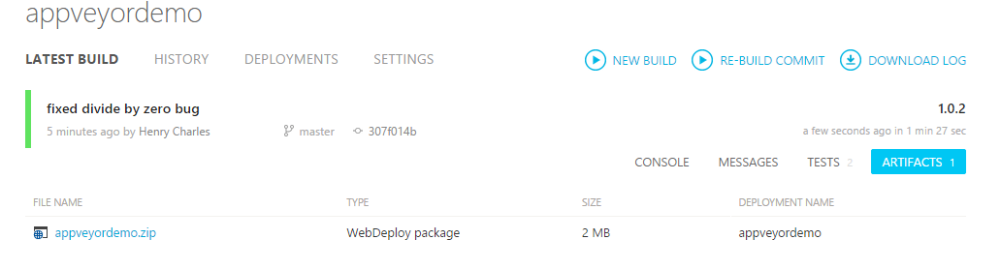 appveyordemo
LATEST BUILD HISTORY DEPLOYMENTS SETTINGS NEW BUILD RE-BUILD COMMIT DOWNLOAD LOG
fixed divide by zero bug 1.0.2
5 minutes ago by Henry Charles master 307f014b a few seconds ago in 1 min 27 sec
CONSOLE MESSAGES TESTS 2 ARTIFACTS 1
FILE NAME TYPE SIZE DEPLOYMENT NAME
appveyordemo.zip WebDeploy package 2 MB appveyordemo